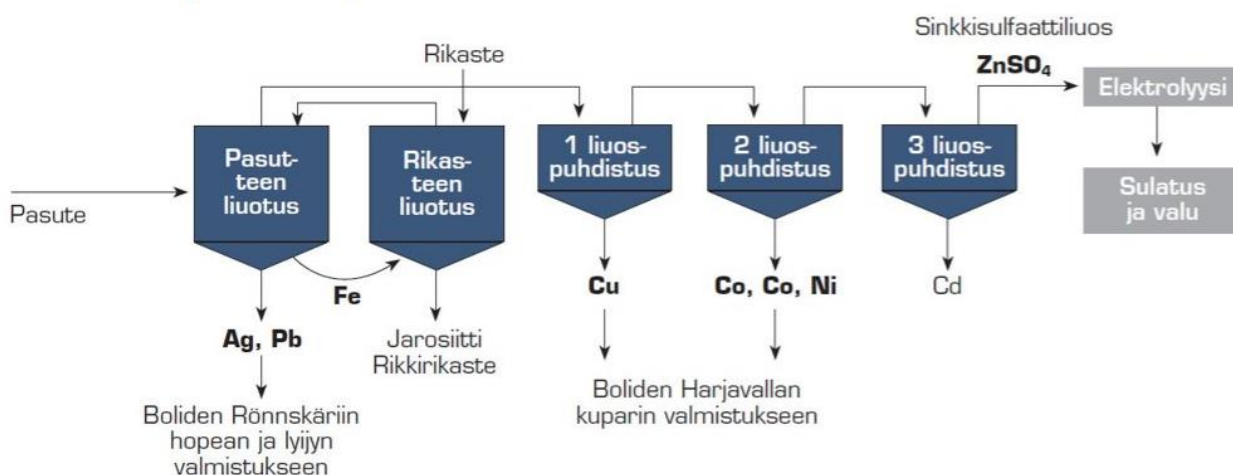 Sinkkisulfaattiliuos
Rikaste
ZnSO₄
Elektrolyysi
Pasut-
teen
liuotus
Rikas-
teen
liuotus
1 liuos-
puhdistus
2 liuos-
puhdistus
3 liuos-
puhdistus
Sulatus
ja valu
Pasute
Fe
Cu
Co, Co, Ni
Cd
Ag, Pb
Jarosiitti
Rikkirikaste
Boliden Harjavallan
kuparin valmistukseen
Boliden Rönnskäriin
hopean ja lyijyn
valmistukseen